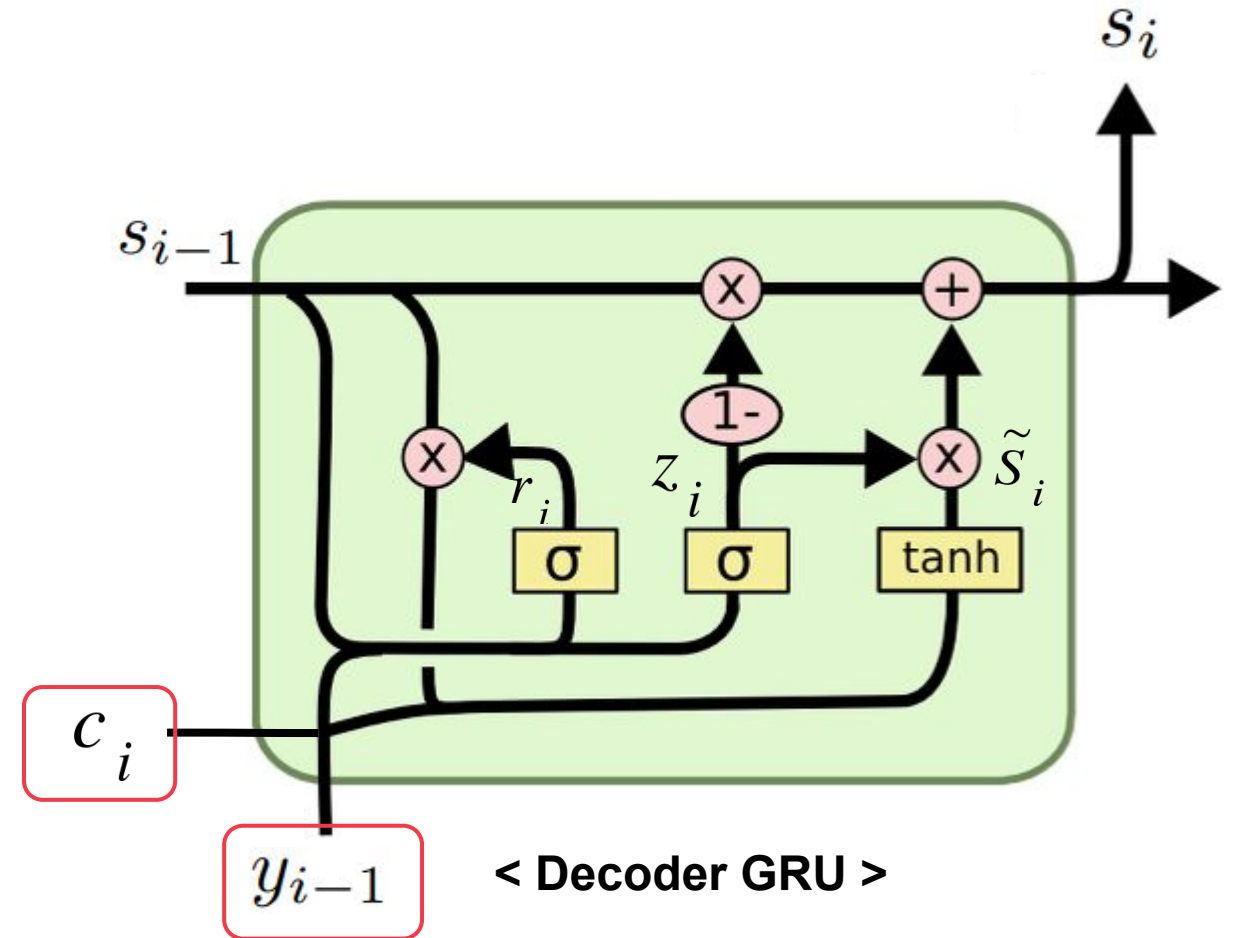 s_i
s_{i-1}
x
+
1-
x
r_i
z_i
x
s̃_i
σ
σ
tanh
c_i
y_{i-1}
< Decoder GRU >